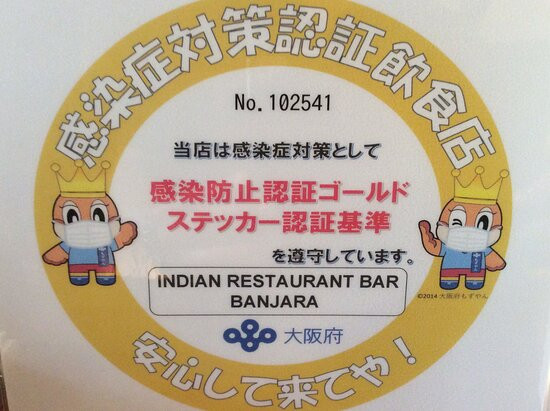 感染症対策認証飲食店
No.102541
当店は感染症対策として
感染防止認証ゴールド
ステッカー認証基準
を遵守しています。
INDIAN RESTAURANT BAR
BANJARA
©2014 大阪府もずやん
大阪府
安心して来てや！